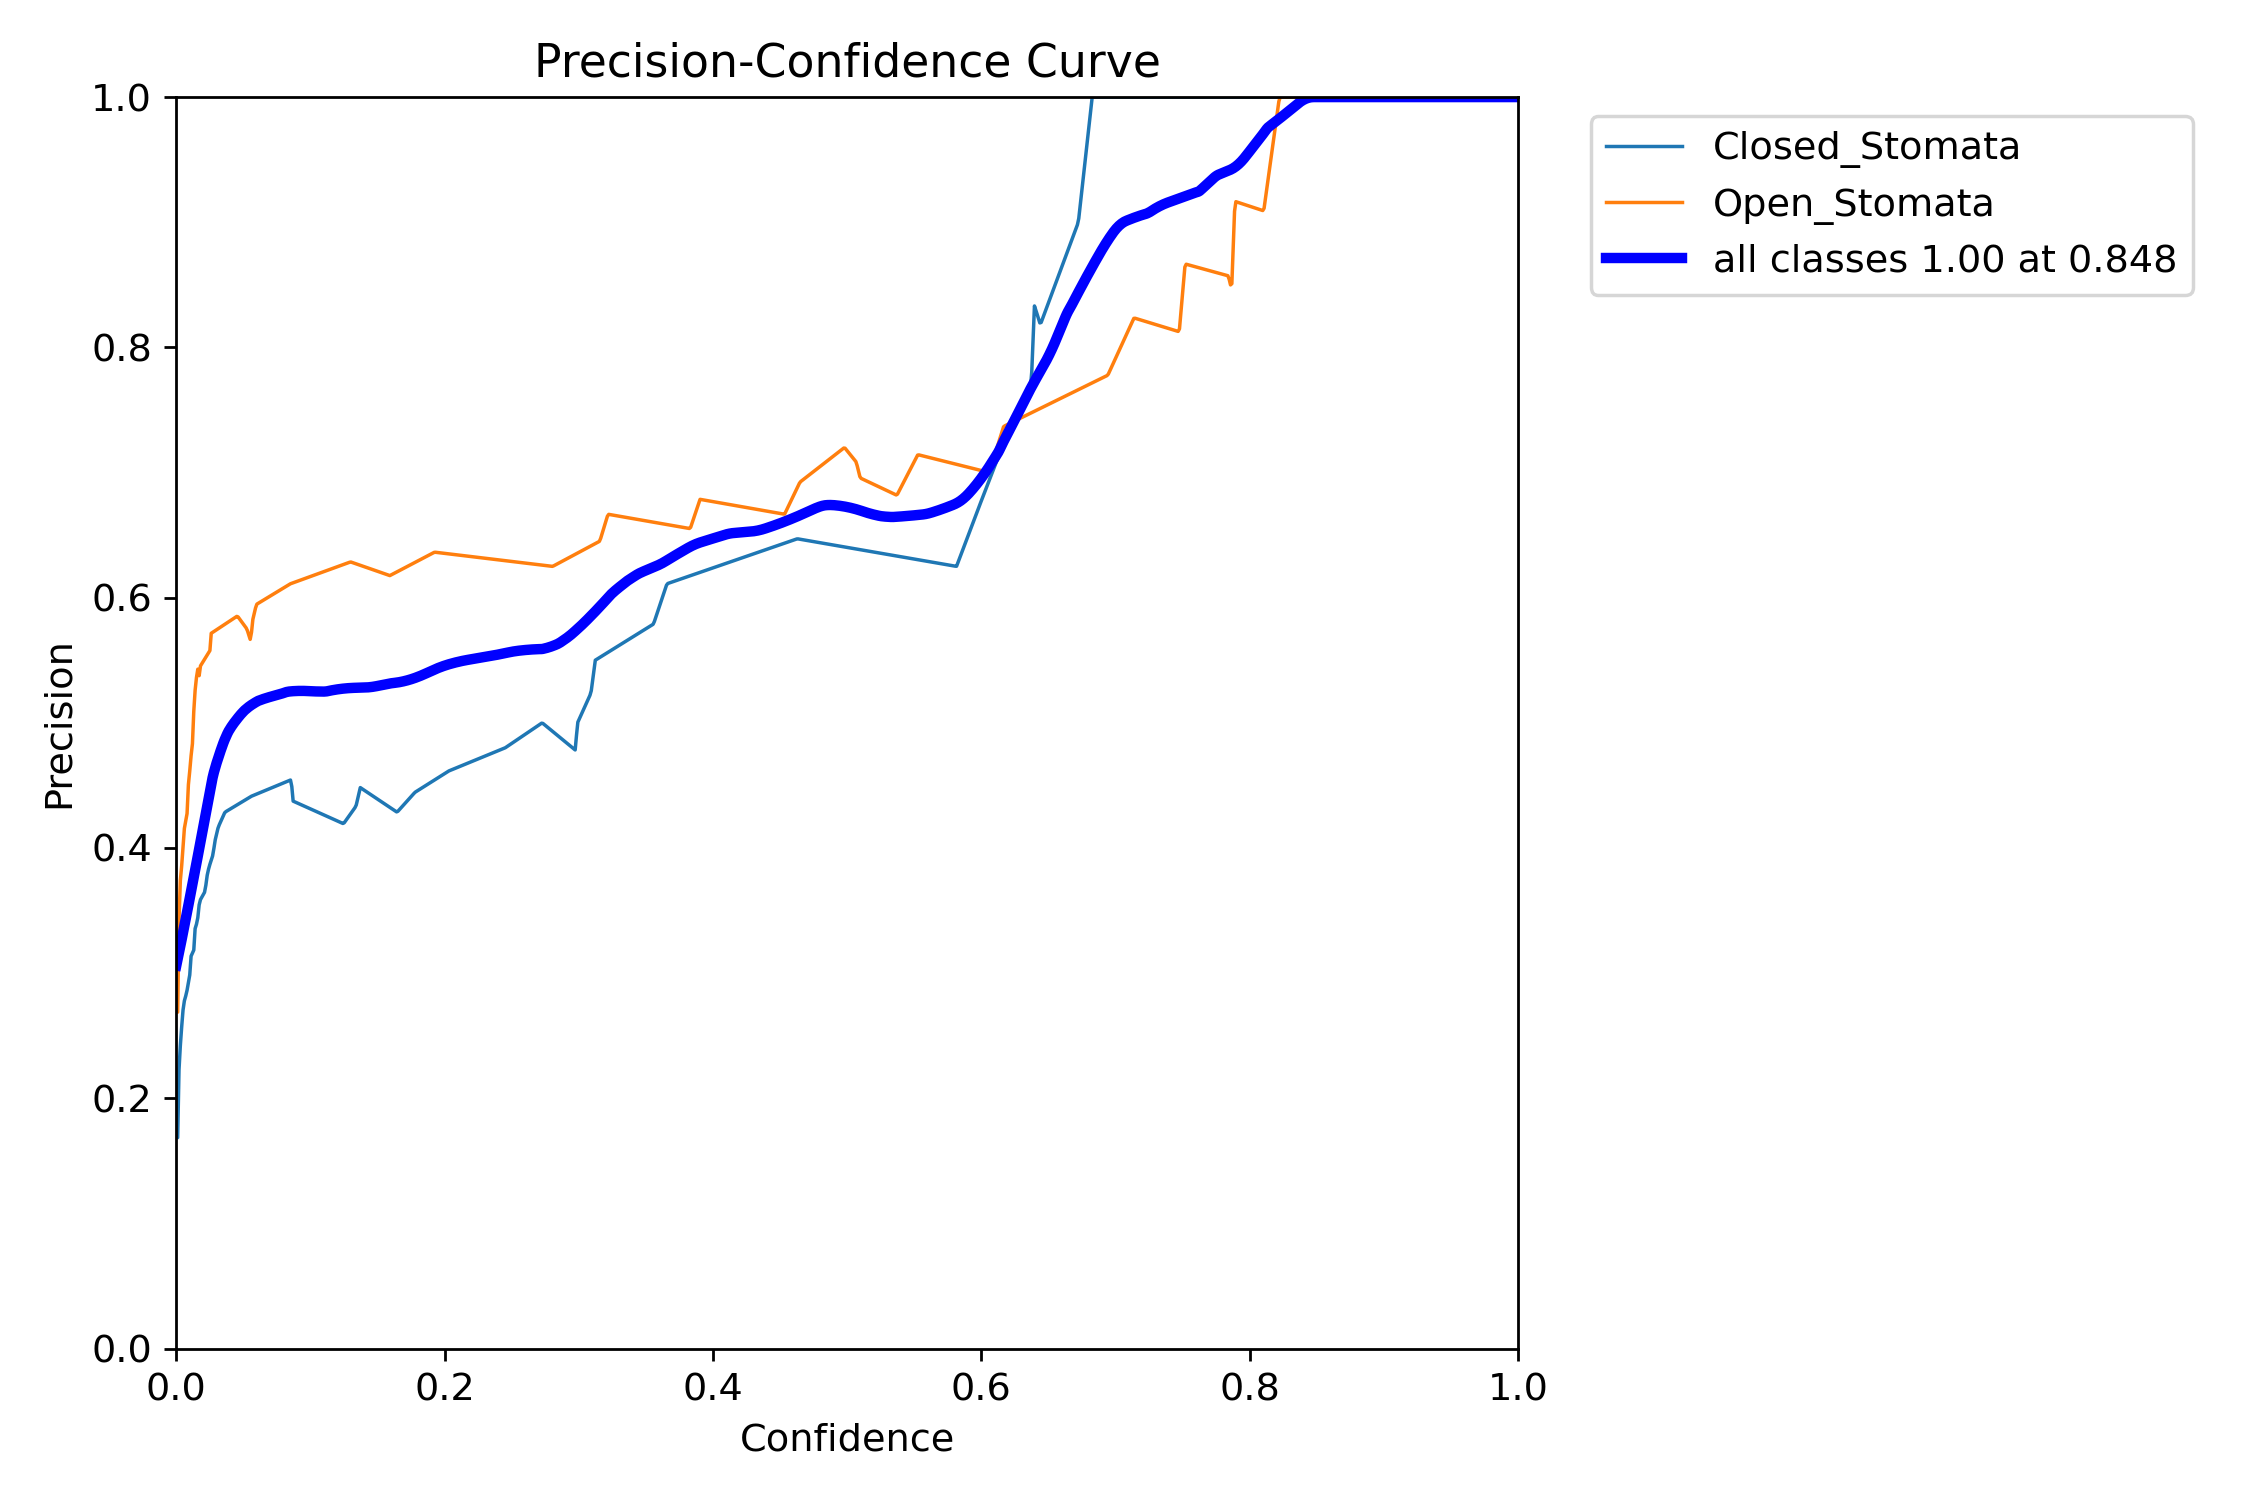 Precision-Confidence Curve
1.0
0.8
0.6
0.4
0.2
0.0
Precision
0.0 0.2 0.4 0.6 0.8 1.0
Confidence
Closed_Stomata
Open_Stomata
all classes 1.00 at 0.848